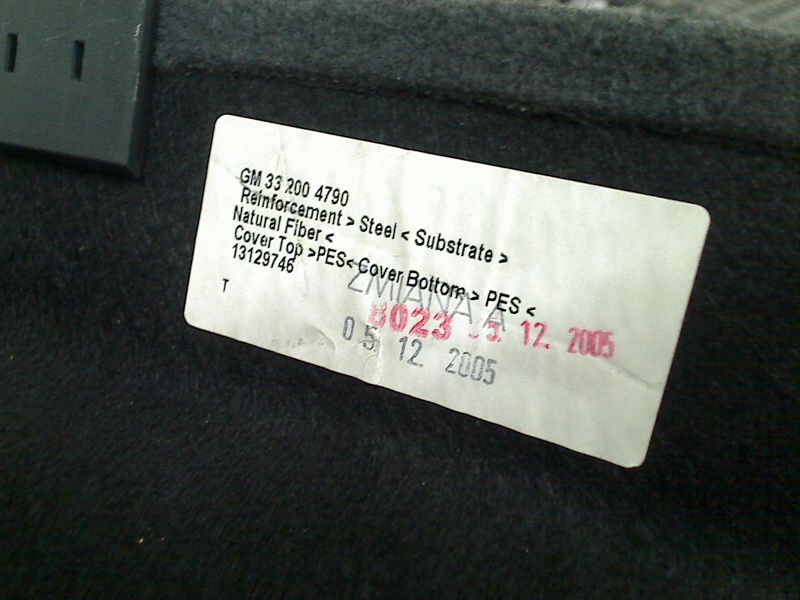 GM 33 200 4790
Reinforcement > Steel < Substrate >
Natural Fiber <
Cover Top >PES< Cover Bottom > PES <
13129746
T
ZMIANA A
8023 - 5. 12. 2005
05 12. 2005